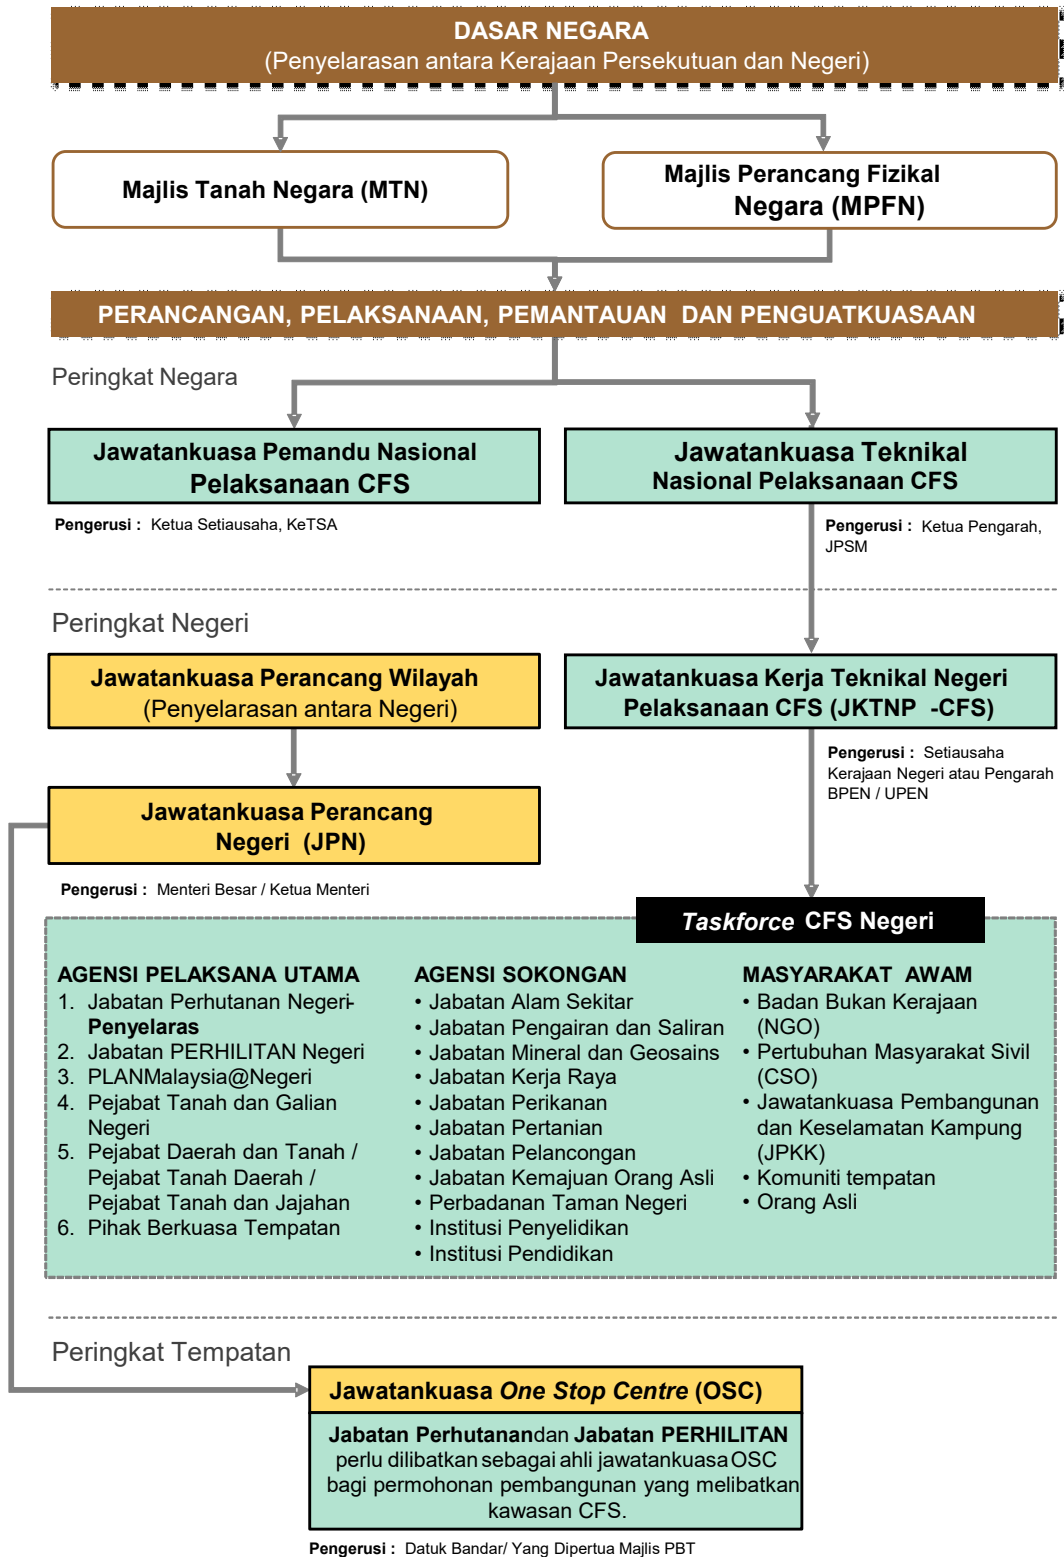 DASAR NEGARA
(Penyelarasan antara Kerajaan Persekutuan dan Negeri)
Majlis Tanah Negara (MTN)
Majlis Perancang Fizikal
Negara (MPFN)
PERANCANGAN, PELAKSANAAN, PEMANTAUAN DAN PENGUATKUASAAN
Peringkat Negara
Jawatankuasa Pemandu Nasional
Pelaksanaan CFS
Pengerusi : Ketua Setiausaha, KeTSA
Jawatankuasa Teknikal
Nasional Pelaksanaan CFS
Pengerusi : Ketua Pengarah,
JPSM
Peringkat Negeri
Jawatankuasa Perancang Wilayah
(Penyelarasan antara Negeri)
Jawatankuasa Kerja Teknikal Negeri
Pelaksanaan CFS (JKTNP -CFS)
Pengerusi : Setiausaha
Kerajaan Negeri atau Pengarah
BPEN / UPEN
Jawatankuasa Perancang
Negeri (JPN)
Pengerusi : Menteri Besar / Ketua Menteri
Taskforce CFS Negeri
AGENSI PELAKSANA UTAMA
1. Jabatan Perhutanan Negeri-
Penyelaras
2. Jabatan PERHILITAN Negeri
3. PLANMalaysia@Negeri
4. Pejabat Tanah dan Galian
Negeri
5. Pejabat Daerah dan Tanah /
Pejabat Tanah Daerah /
Pejabat Tanah dan Jajahan
6. Pihak Berkuasa Tempatan
AGENSI SOKONGAN
• Jabatan Alam Sekitar
• Jabatan Pengairan dan Saliran
• Jabatan Mineral dan Geosains
• Jabatan Kerja Raya
• Jabatan Perikanan
• Jabatan Pertanian
• Jabatan Pelancongan
• Jabatan Kemajuan Orang Asli
• Perbadanan Taman Negeri
• Institusi Penyelidikan
• Institusi Pendidikan
MASYARAKAT AWAM
• Badan Bukan Kerajaan
(NGO)
• Pertubuhan Masyarakat Sivil
(CSO)
• Jawatankuasa Pembangunan
dan Keselamatan Kampung
(JPKK)
• Komuniti tempatan
• Orang Asli
Peringkat Tempatan
Jawatankuasa One Stop Centre (OSC)
Jabatan Perhutanandan Jabatan PERHILITAN
perlu dilibatkan sebagai ahli jawatankuasa OSC
bagi permohonan pembangunan yang melibatkan
kawasan CFS.
Pengerusi : Datuk Bandar/ Yang Dipertua Majlis PBT